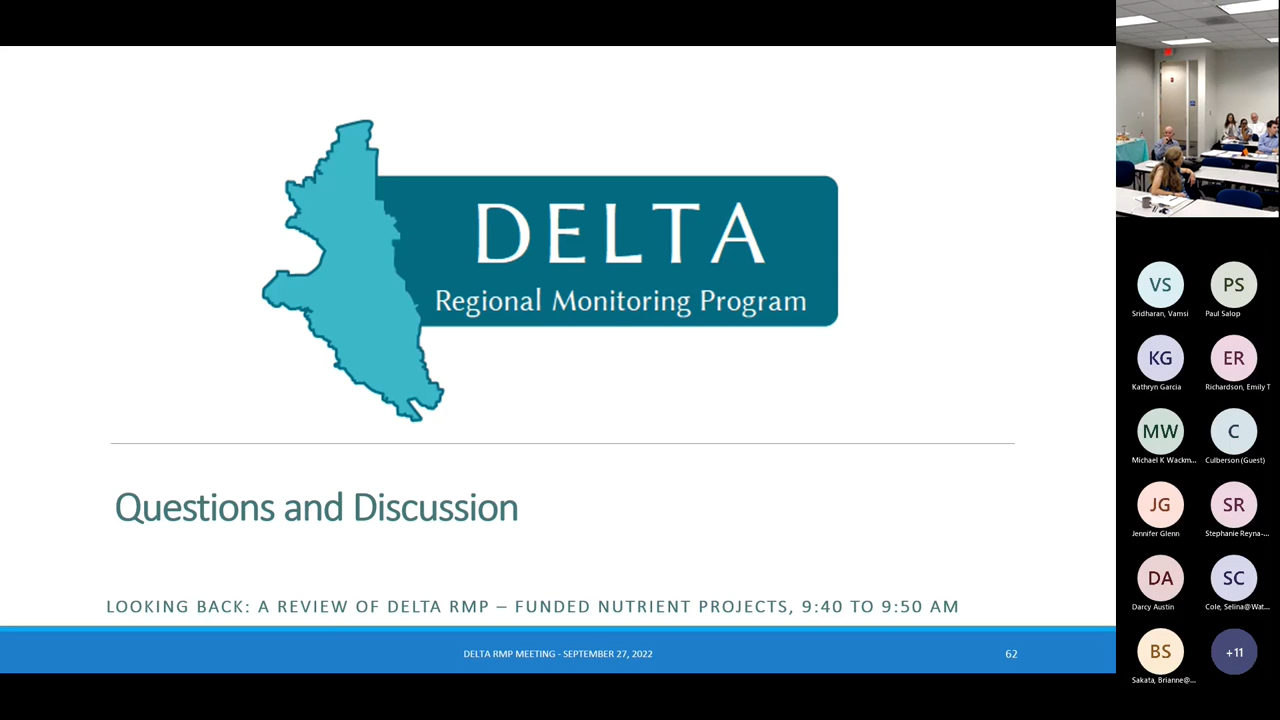 DELTA
Regional Monitoring Program
Questions and Discussion
LOOKING BACK: A REVIEW OF DELTA RMP – FUNDED NUTRIENT PROJECTS, 9:40 TO 9:50 AM
DELTA RMP MEETING - SEPTEMBER 27, 2022
62
VS
PS
Sridharan, Vamsi
Paul Salop
KG
ER
Kathryn Garcia
Richardson, Emily T
MW
C
Michael K Wackm...
Culberson (Guest)
JG
SR
Jennifer Glenn
Stephanie Reyna-...
DA
SC
Darcy Austin
Cole, Selina@Wat...
BS
+11
Sakata, Brianne@...